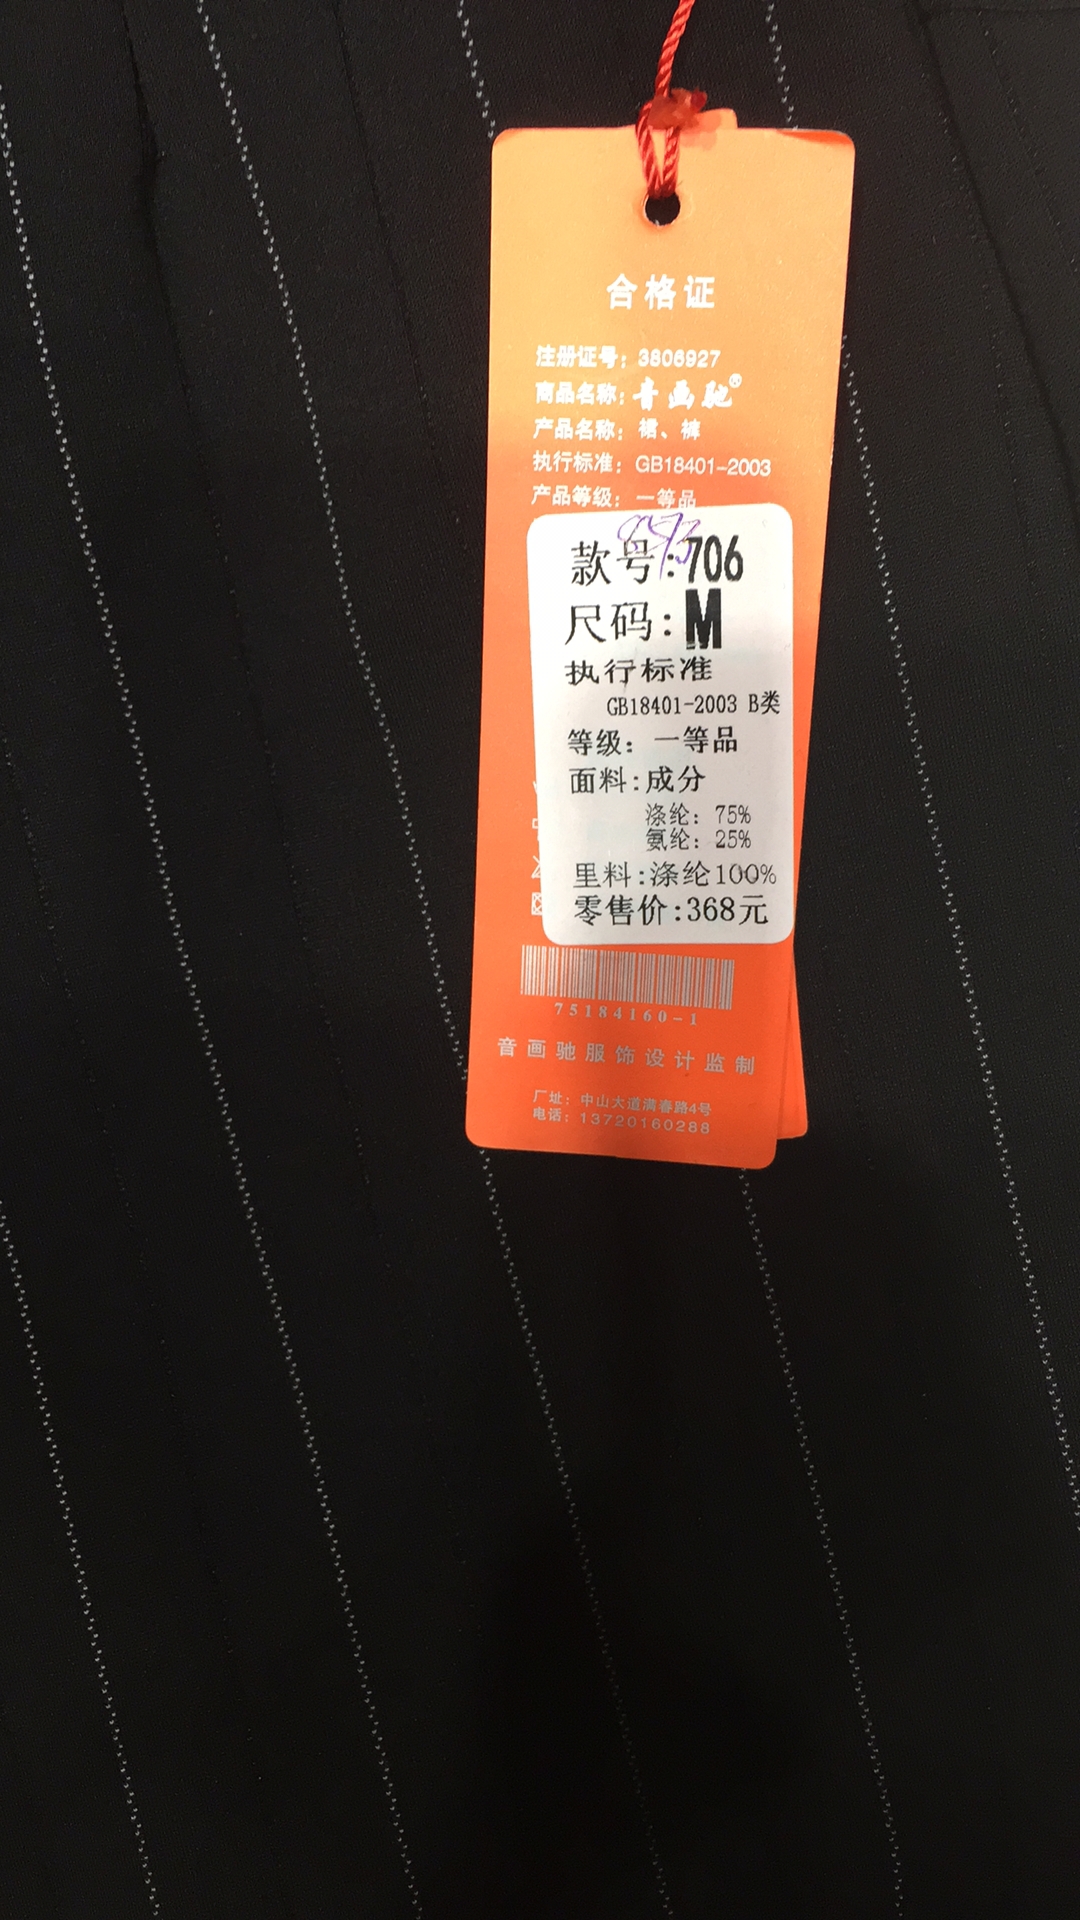 合格证
注册证号：3806927
商品名称：音画驰®
产品名称：裙、裤
执行标准：GB18401-2003
产品等级：一等品
款号:706
尺码:M
执行标准
GB18401-2003 B类
等级：一等品
面料:成分
涤纶：75%
氨纶：25%
里料:涤纶100%
零售价:368元
75184160-1
音画驰服饰设计监制
厂址：中山大道满春路4号
电话：13720160288